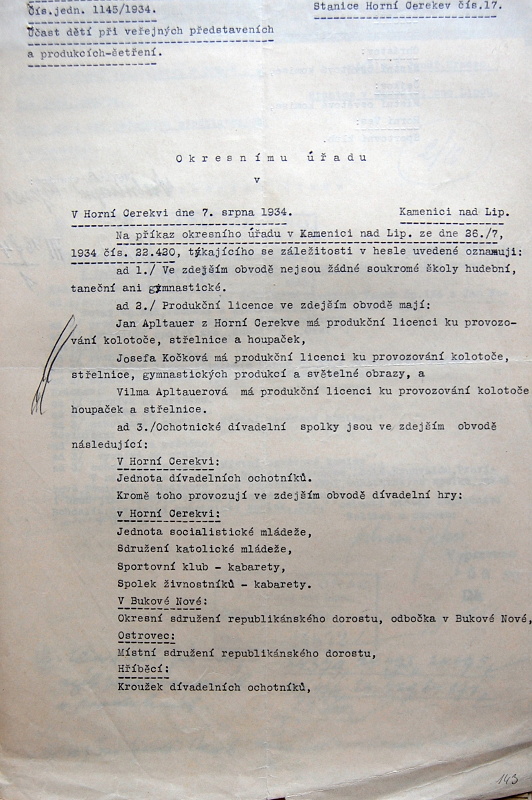 čís.jedn. 1145/1934.
Stanice Horní Cerekev čís.17.
Účast dětí při veřejných představeních
a produkcích-šetření.
Okresnímu úřadu
v
V Horní Cerekvi dne 7. srpna 1934.
Kamenici nad Lip.
Na příkaz okresního úřadu v Kamenici nad Lip. ze dne 26./7,
1934 čís. 22.420, týkajícího se záležitosti v hesle uvedené oznamuji:
ad 1./ Ve zdejším obvodě nejsou žádné soukromé školy hudební,
taneční ani gymnastické.
ad 2./ Produkční licence ve zdejším obvodě mají:
Jan Apltauer z Horní Cerekve má produkční licenci ku provozo-
vání kolotoče, střelnice a houpaček,
Josefa Kočková má produkční licenci ku provozování kolotoče,
střelnice, gymnastických produkcí a světelné obrazy, a
Vilma Apltauerová má produkční licenci ku provozování kolotoče
houpaček a střelnice.
ad 3./Ochotnické dívadelní spolky jsou ve zdejším obvodě
následující:
V Horní Cerekvi:
Jednota dívadelních ochotníků.
Kromě toho provozují ve zdejším obvodě dívadelní hry:
v Horní Cerekvi:
Jednota socialistické mládeže,
Sdružení katolické mládeže,
Sportovní klub - kabarety,
Spolek živnostníků - kabarety.
V Bukové Nové:
Okresní sdružení republikánského dorostu, odbočka v Bukové Nové,
Ostrovec:
Místní sdružení republikánského dorostu,
Hříběcí:
Kroužek dívadelních ochotníků,
143